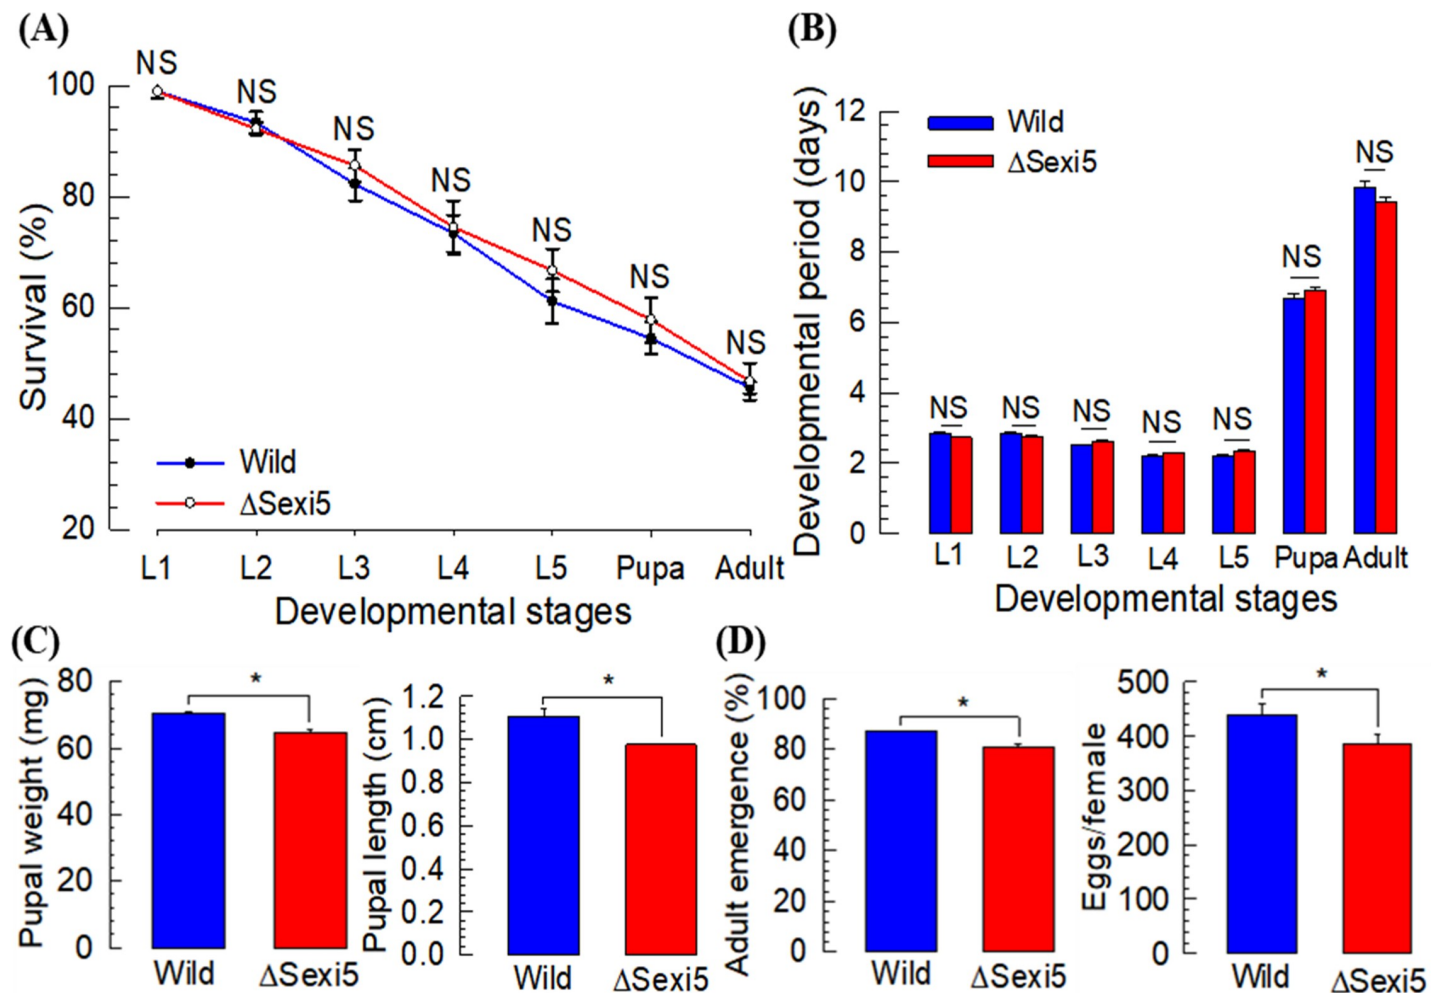 (A)
NS
NS
NS
NS
NS
NS
NS
100
80
60
40
20
Survival (%)
Wild
ΔSexi5
L1 L2 L3 L4 L5 Pupa Adult
Developmental stages
(B)
12
10
8
6
4
2
0
Developmental period (days)
Wild
ΔSexi5
NS
NS
NS
NS
NS
NS
NS
L1 L2 L3 L4 L5 Pupa Adult
Developmental stages
(C)
80
60
40
20
0
Pupal weight (mg)
*
Wild ΔSexi5
1.2
1.0
0.8
0.6
0.4
0.2
0.0
Pupal length (cm)
*
Wild ΔSexi5
(D)
100
80
60
40
20
0
Adult emergence (%)
*
Wild ΔSexi5
500
400
300
200
100
0
Eggs/female
*
Wild ΔSexi5